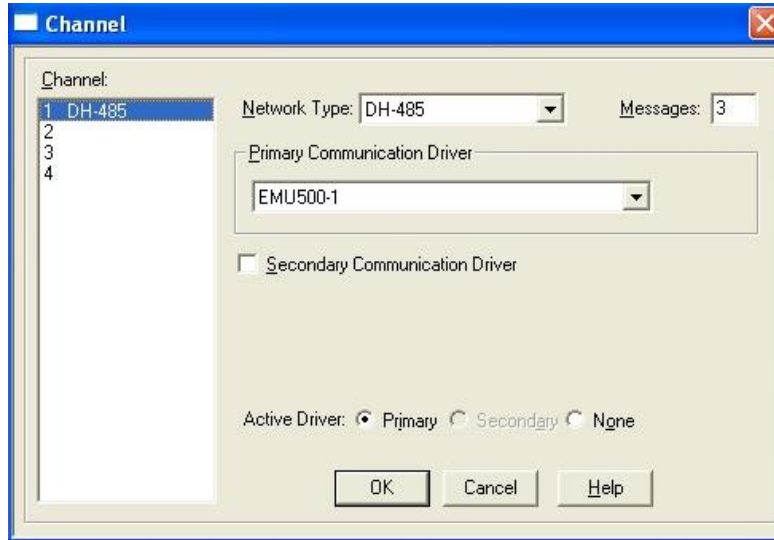 Channel
Channel:
1 DH-485
2
3
4
Network Type: DH-485
Messages: 3
Primary Communication Driver
EMU500-1
Secondary Communication Driver
Active Driver: Primary Secondary None
OK Cancel Help